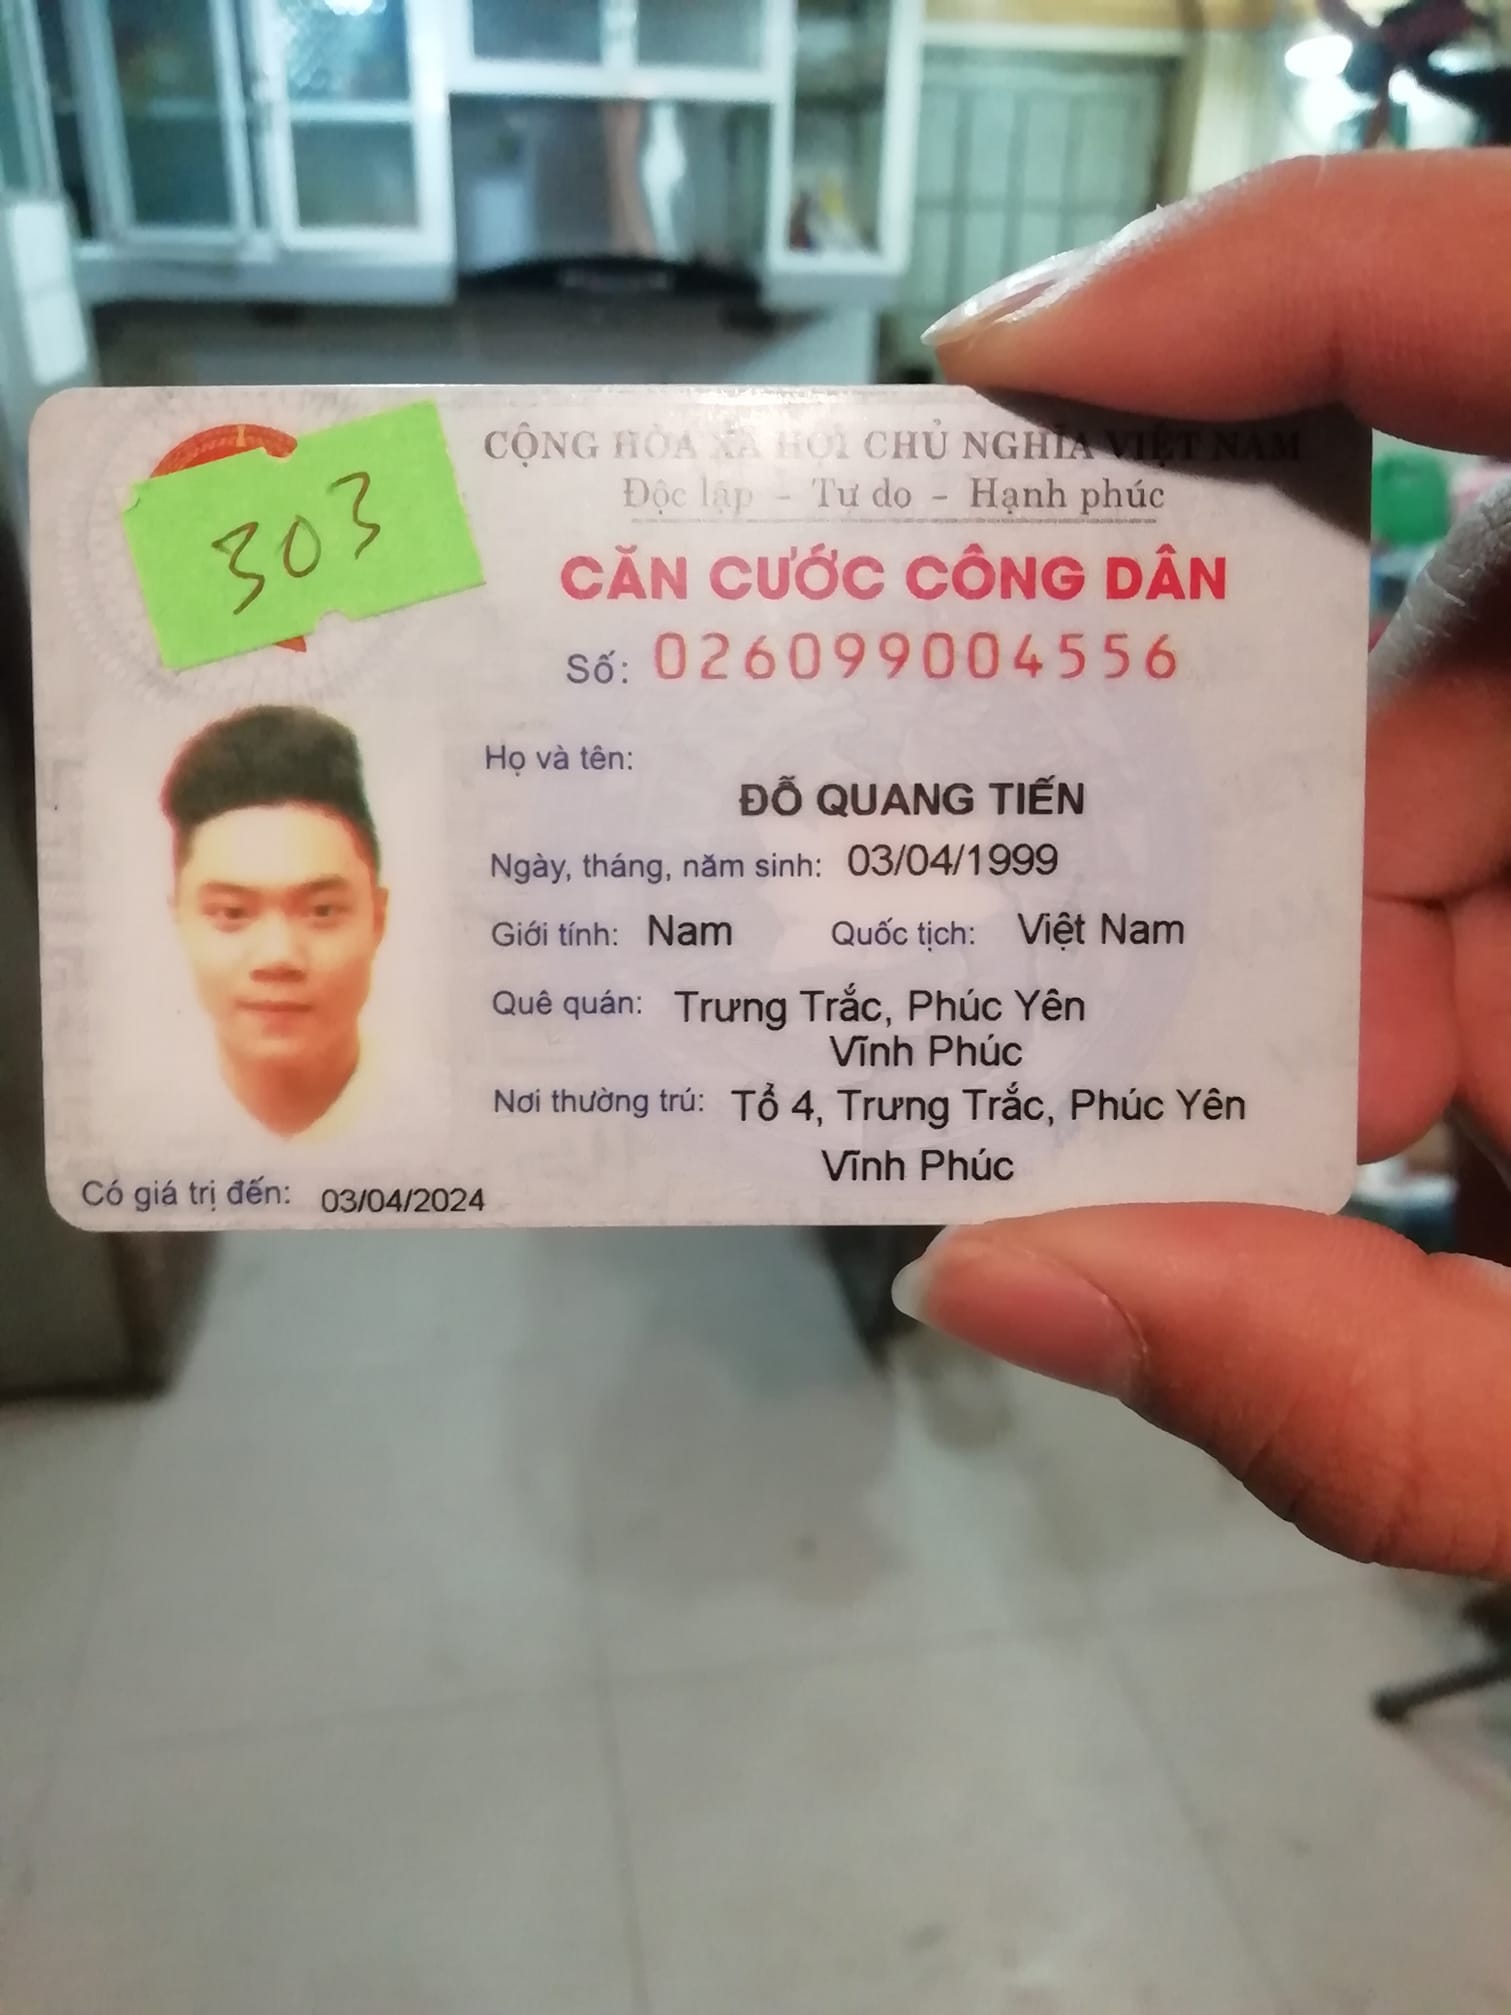 303
CỘNG HÒA XÃ HỘI CHỦ NGHĨA VIỆT NAM
Độc lập - Tự do - Hạnh phúc
CĂN CƯỚC CÔNG DÂN
Số: 026099004556
Họ và tên:
ĐỖ QUANG TIẾN
Ngày, tháng, năm sinh: 03/04/1999
Giới tính: Nam Quốc tịch: Việt Nam
Quê quán: Trưng Trắc, Phúc Yên
Vĩnh Phúc
Nơi thường trú: Tổ 4, Trưng Trắc, Phúc Yên
Vĩnh Phúc
Có giá trị đến: 03/04/2024